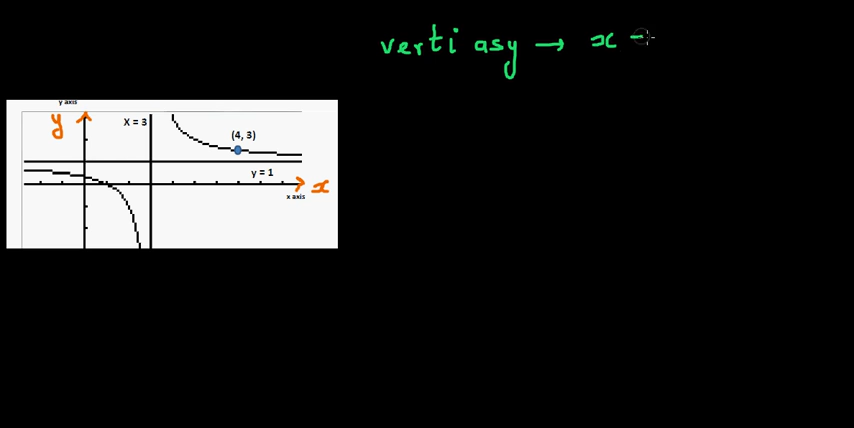 verti asy → x =
y axis
y
X = 3
(4, 3)
y = 1
x
x axis